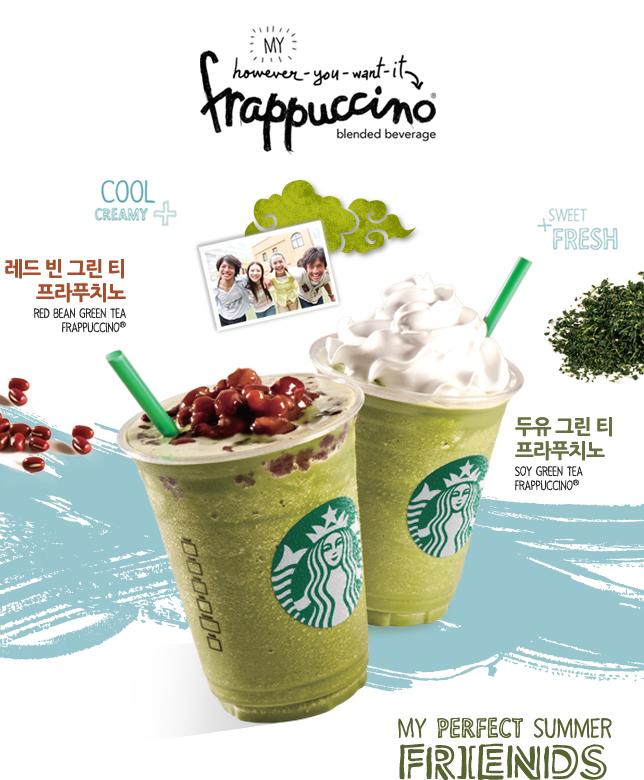 MY
however-you-want-it
frappuccino®
blended beverage
COOL
CREAMY +
+ SWEET
FRESH
레드 빈 그린 티
프라푸치노
RED BEAN GREEN TEA
FRAPPUCCINO®
두유 그린 티
프라푸치노
SOY GREEN TEA
FRAPPUCCINO®
MY PERFECT SUMMER
FRIENDS